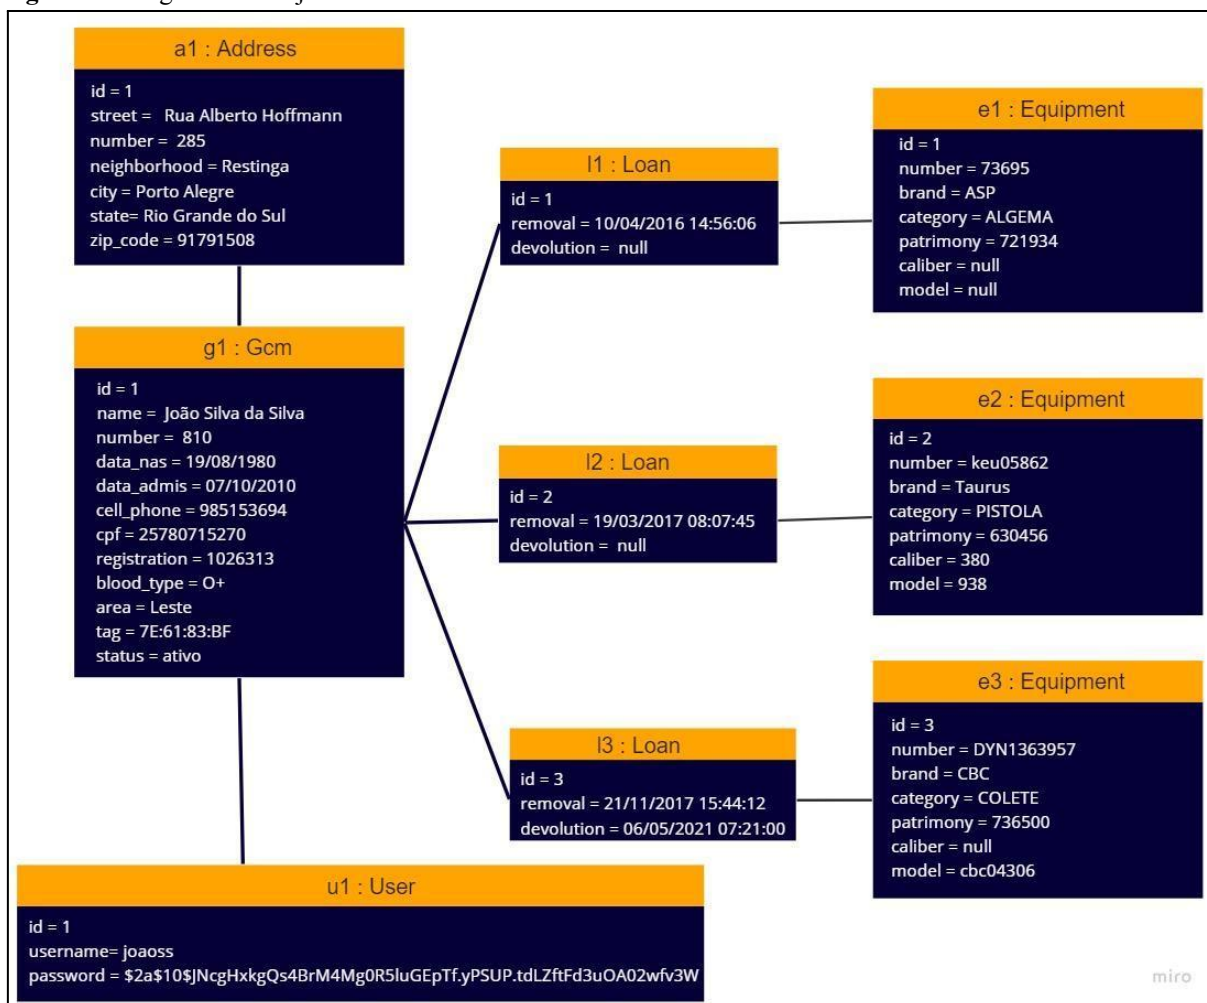 a1 : Address
id = 1
street = Rua Alberto Hoffmann
number = 285
neighborhood = Restinga
city = Porto Alegre
state= Rio Grande do Sul
zip_code = 91791508
g1 : Gcm
id = 1
name = João Silva da Silva
number = 810
data_nas = 19/08/1980
data_admis = 07/10/2010
cell_phone = 985153694
cpf = 25780715270
registration = 1026313
blood_type = O+
area = Leste
tag = 7E:61:83:BF
status = ativo
u1 : User
id = 1
username= joaoss
password = $2a$10$JNcgHxkgQs4BrM4Mg0R5luGEpTf.yPSUP.tdLZftFd3uOA02wfv3W
l1 : Loan
id = 1
removal = 10/04/2016 14:56:06
devolution = null
l2 : Loan
id = 2
removal = 19/03/2017 08:07:45
devolution = null
l3 : Loan
id = 3
removal = 21/11/2017 15:44:12
devolution = 06/05/2021 07:21:00
e1 : Equipment
id = 1
number = 73695
brand = ASP
category = ALGEMA
patrimony = 721934
caliber = null
model = null
e2 : Equipment
id = 2
number = keu05862
brand = Taurus
category = PISTOLA
patrimony = 630456
caliber = 380
model = 938
e3 : Equipment
id = 3
number = DYN1363957
brand = CBC
category = COLETE
patrimony = 736500
caliber = null
model = cbc04306
miro